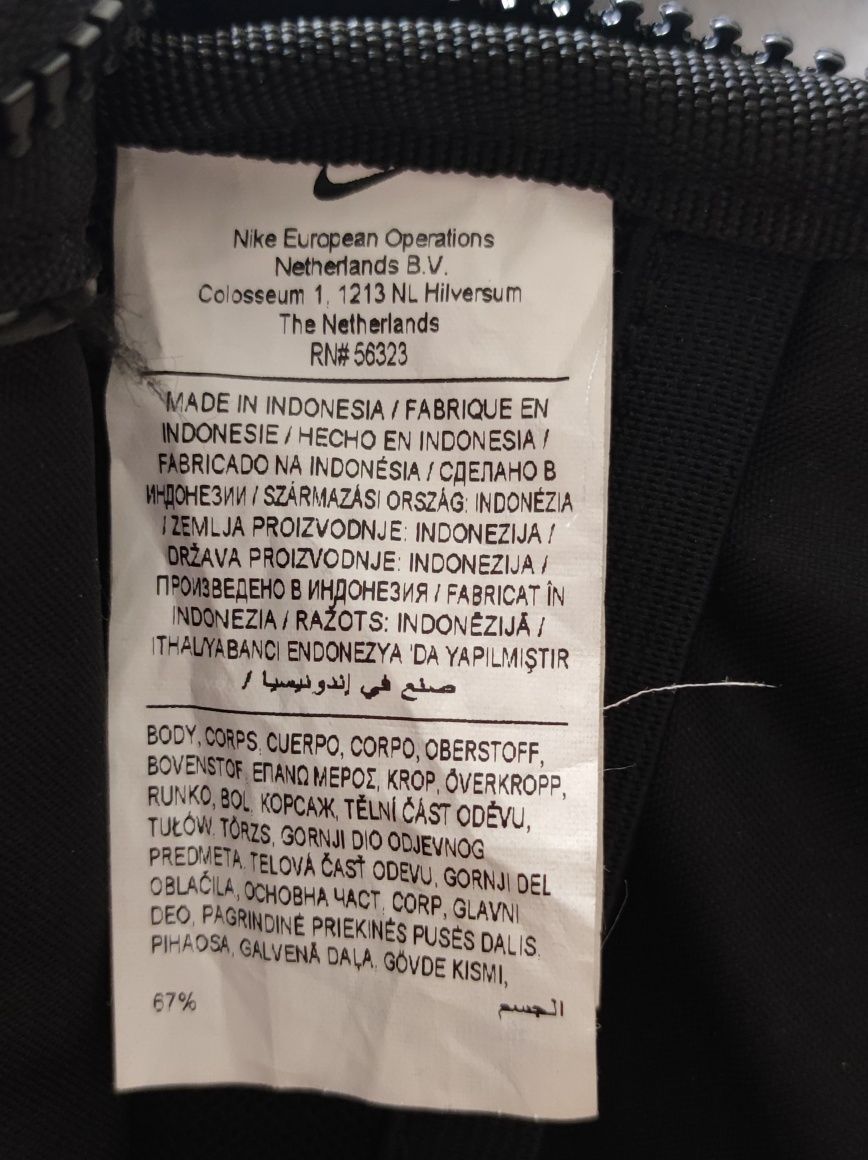 Nike European Operations
Netherlands B.V.
Colosseum 1, 1213 NL Hilversum
The Netherlands
RN# 56323
MADE IN INDONESIA / FABRIQUE EN
INDONESIE / HECHO EN INDONESIA /
FABRICADO NA INDONÉSIA / СДЕЛАНО В
ИНДОНЕЗИИ / SZÁRMAZÁSI ORSZÁG: INDONÉZIA
/ ZEMLJA PROIZVODNJE: INDONEZIJA /
DRŽAVA PROIZVODNJE: INDONEZIJA /
ПРОИЗВЕДЕНО В ИНДОНЕЗИЯ / FABRICAT ÎN
INDONEZIA / RAŽOTS: INDONĒZIJĀ /
ITHAL/YABANCI ENDONEZYA 'DA YAPILMIŞTIR
صنع في إندونيسيا /
BODY, CORPS, CUERPO, CORPO, OBERSTOFF,
BOVENSTOF, ΕΠΑΝΩ ΜΕΡΟΣ, KROP, ÖVERKROPP,
RUNKO, BOL, КОРСАЖ, TĚLNÍ ČÁST ODĚVU,
TUŁÓW, TÖRZS, GORNJI DIO ODJEVNOG
PREDMETA, TELOVÁ ČASŤ ODEVU, GORNJI DEL
OBLAČILA, ОСНОВНА ЧАСТ, CORP, GLAVNI
DEO, PAGRINDINĖ PRIEKINĖS PUSĖS DALIS,
PIHAOSA, GALVENĀ DAĻA, GÖVDE KISMI,
الجسم
67%